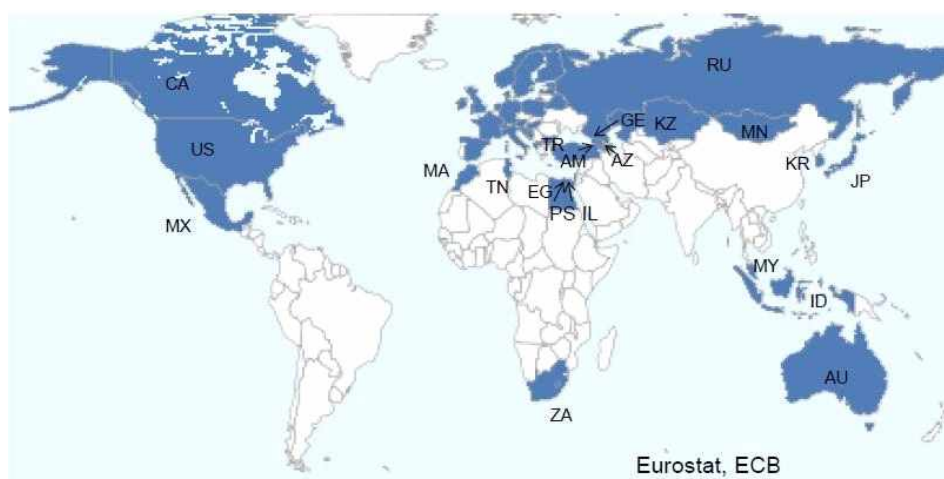 RU
CA
GE
KZ
MN
US
TR
AM
AZ
KR
MA
TN
EG
JP
PS IL
MX
MY
ID
AU
ZA
Eurostat, ECB